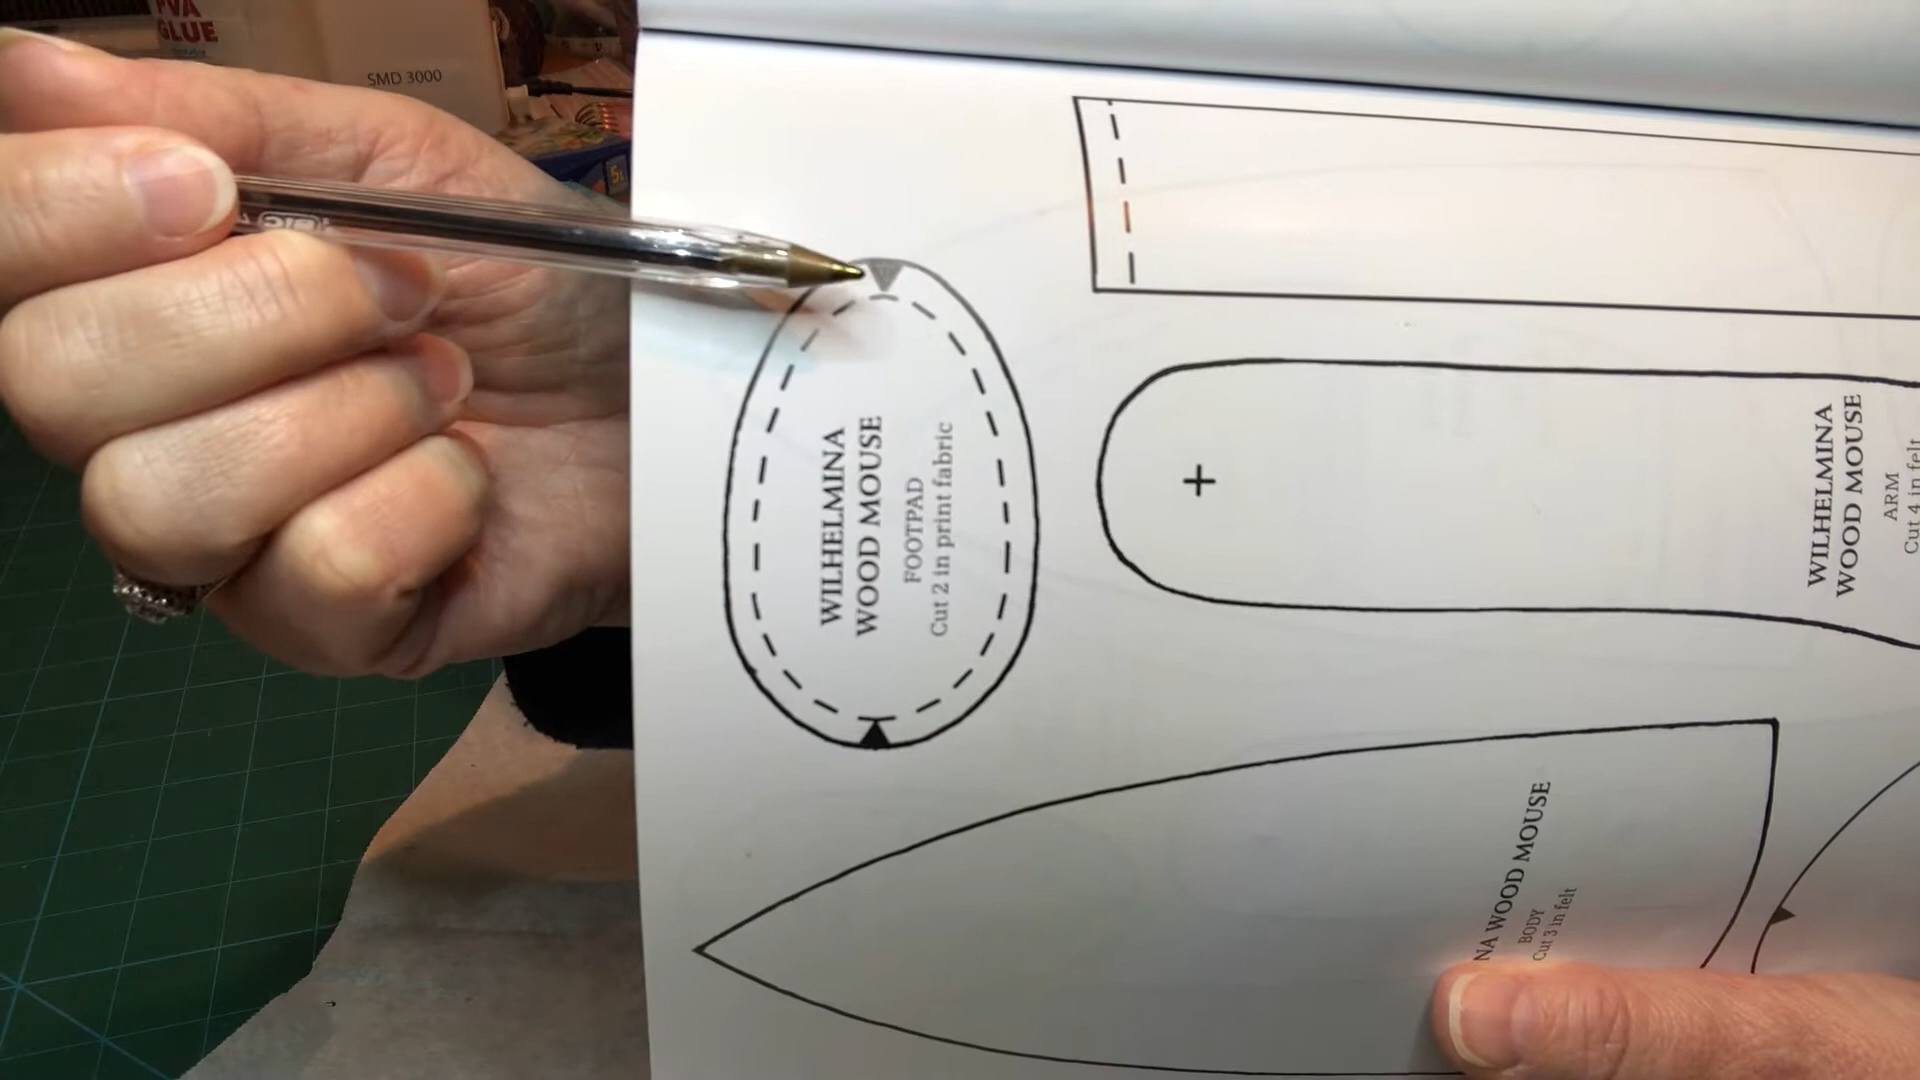 PVA
GLUE
SMD 3000
5L
BIC
WILHELMINA
WOOD MOUSE
FOOTPAD
Cut 2 in print fabric
WILHELMINA
WOOD MOUSE
ARM
Cut 4 in felt
NA WOOD MOUSE
BODY
Cut 3 in felt